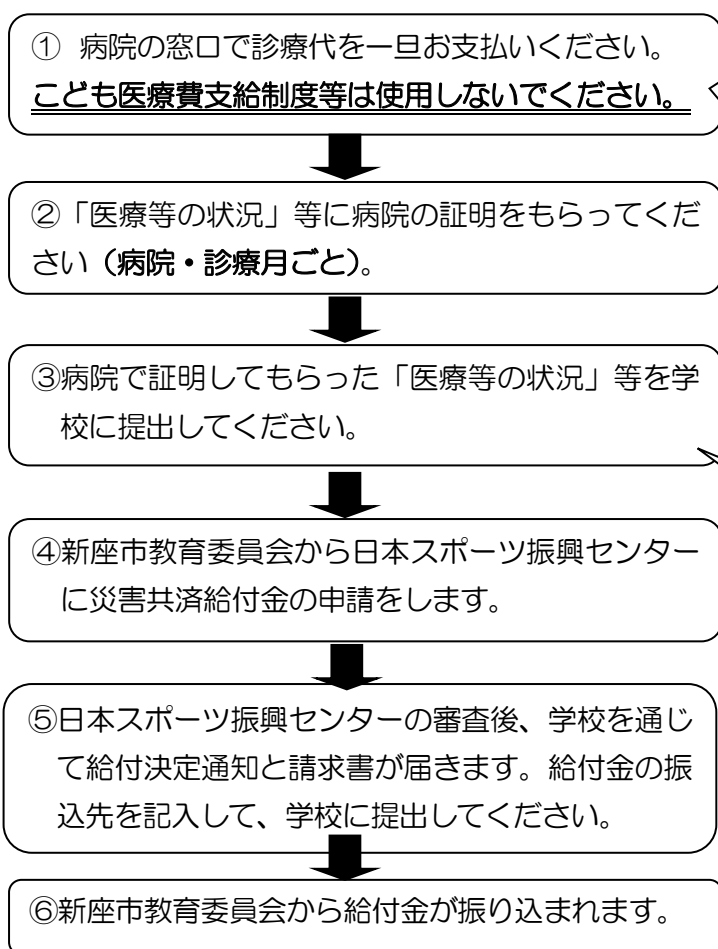 ① 病院の窓口で診療代を一旦お支払いください。
こども医療費支給制度等は使用しないでください。
②「医療等の状況」等に病院の証明をもらってくだ
さい（病院・診療月ごと）。
③病院で証明してもらった「医療等の状況」等を学
校に提出してください。
④新座市教育委員会から日本スポーツ振興センター
に災害共済給付金の申請をします。
⑤日本スポーツ振興センターの審査後、学校を通じ
て給付決定通知と請求書が届きます。給付金の振
込先を記入して、学校に提出してください。
⑥新座市教育委員会から給付金が振り込まれます。